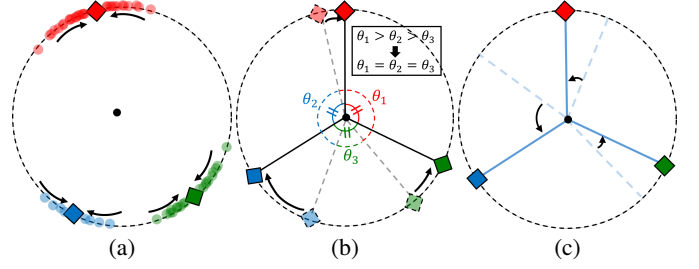 θ₁ > θ₂ > θ₃
θ₁ = θ₂ = θ₃
θ₂
θ₁
θ₃
(a)
(b)
(c)